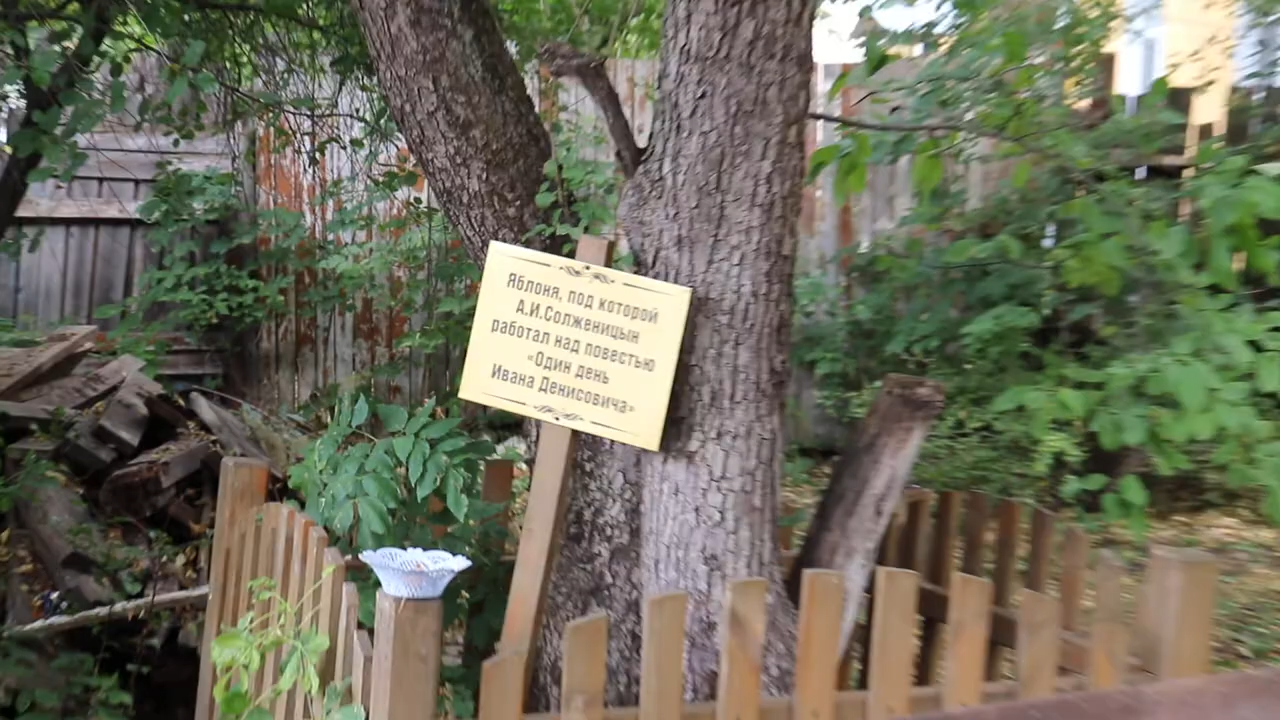 Яблоня, под которой
А.И.Солженицын
работал над повестью
«Один день
Ивана Денисовича»